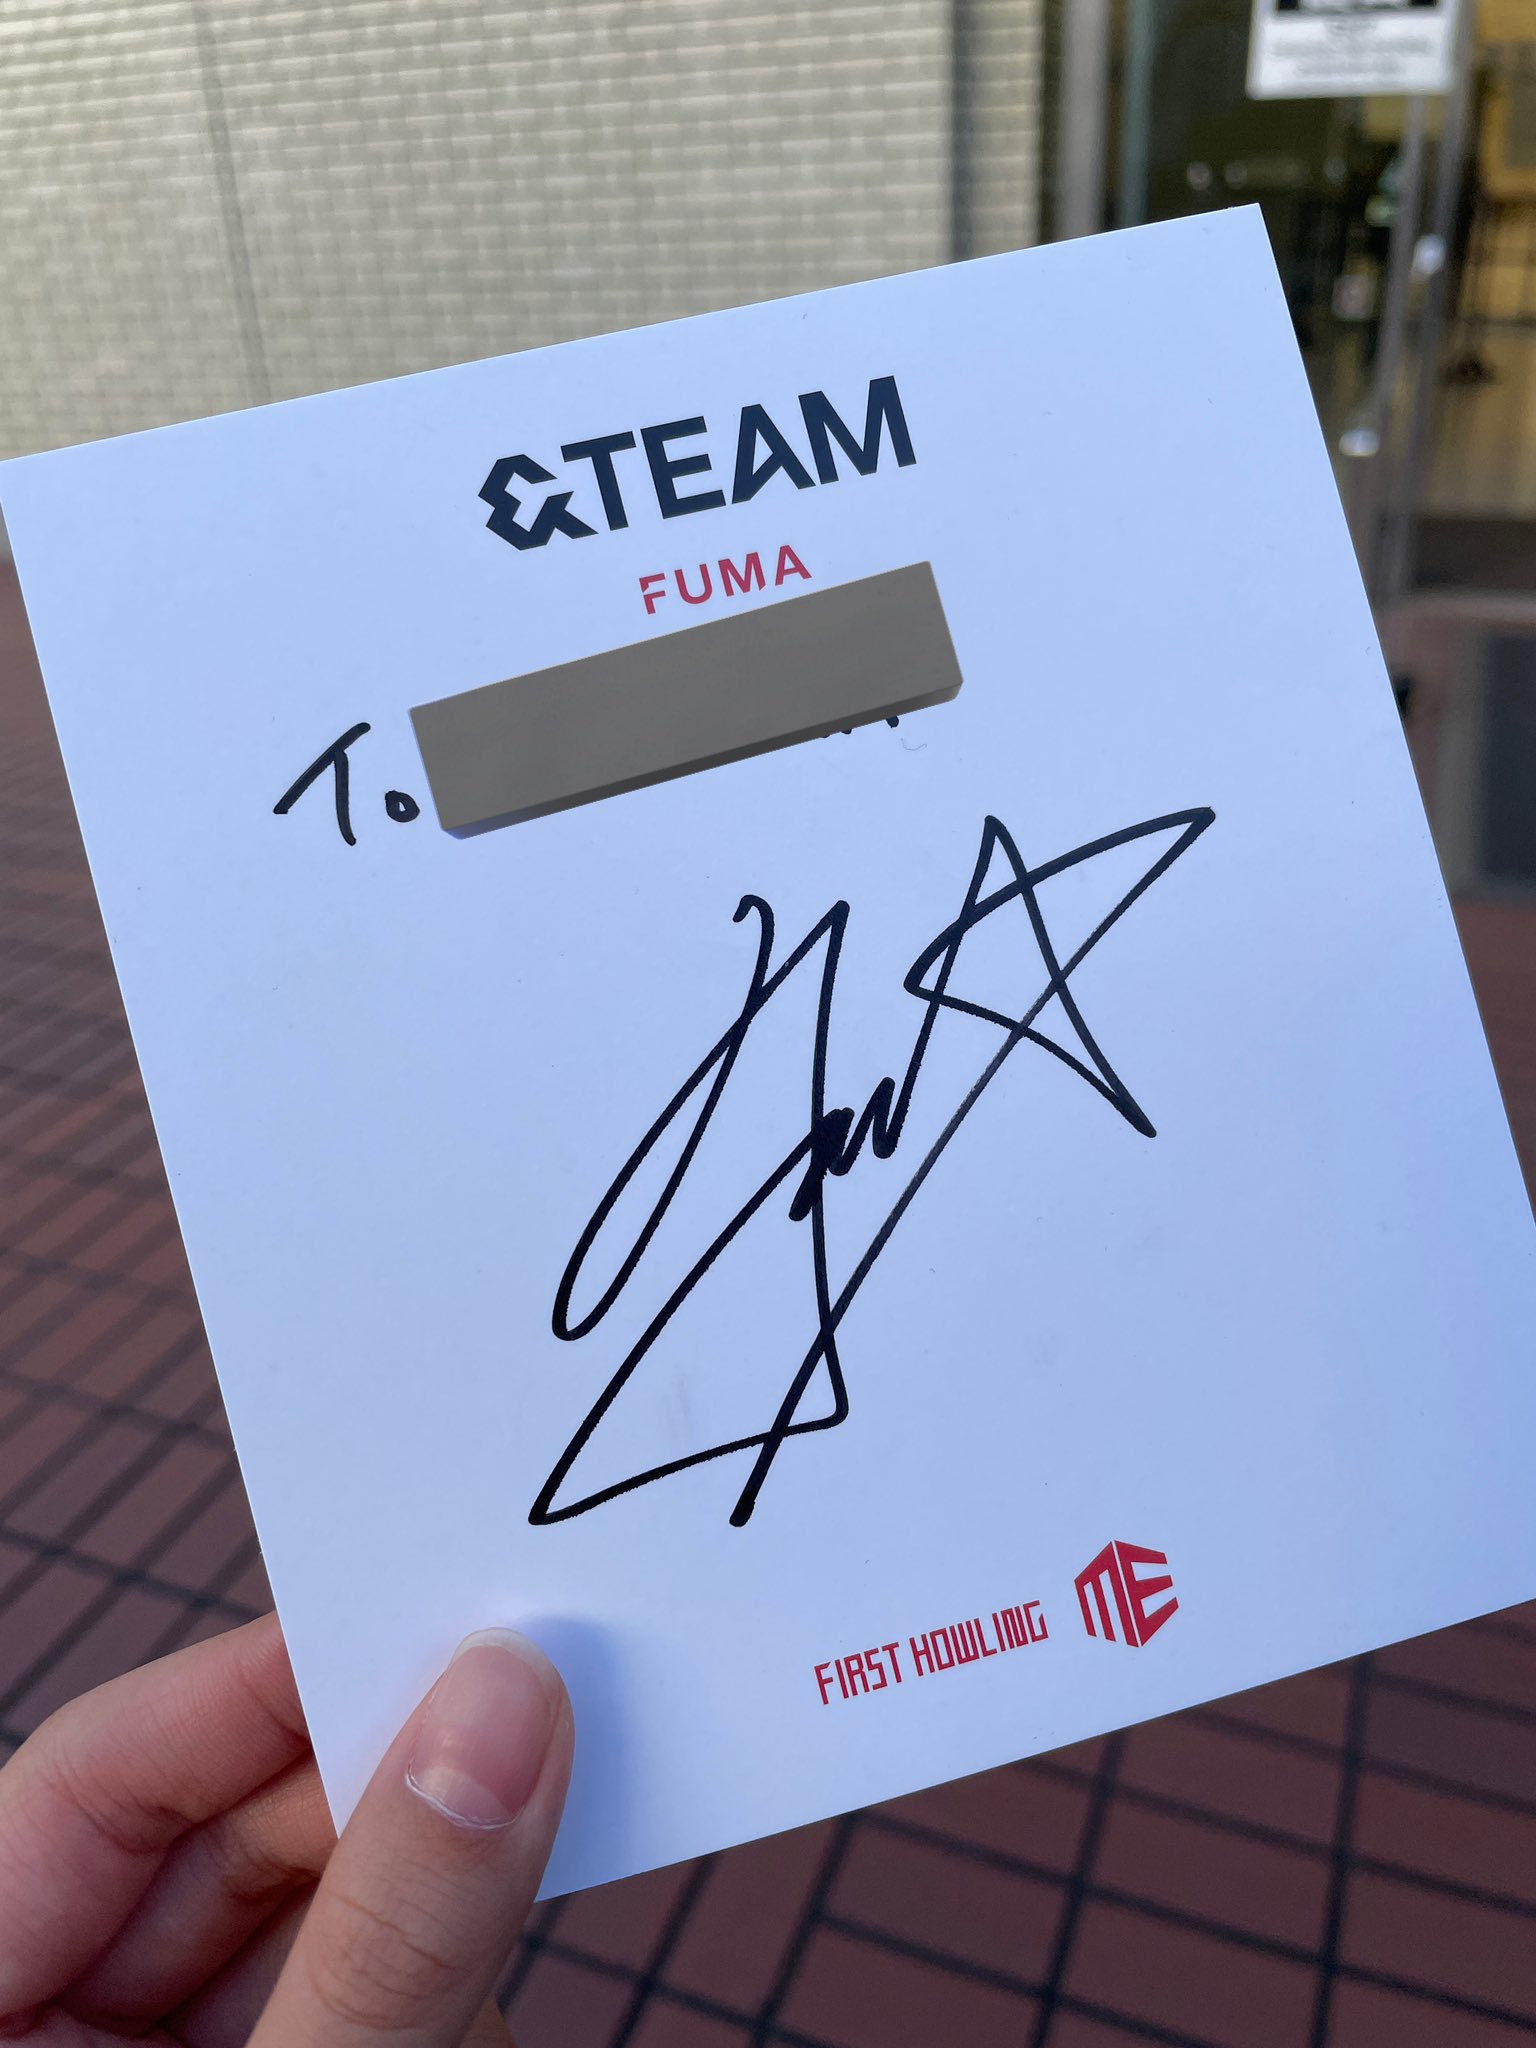 &TEAM
FUMA
To
FIRST HOWLING ME